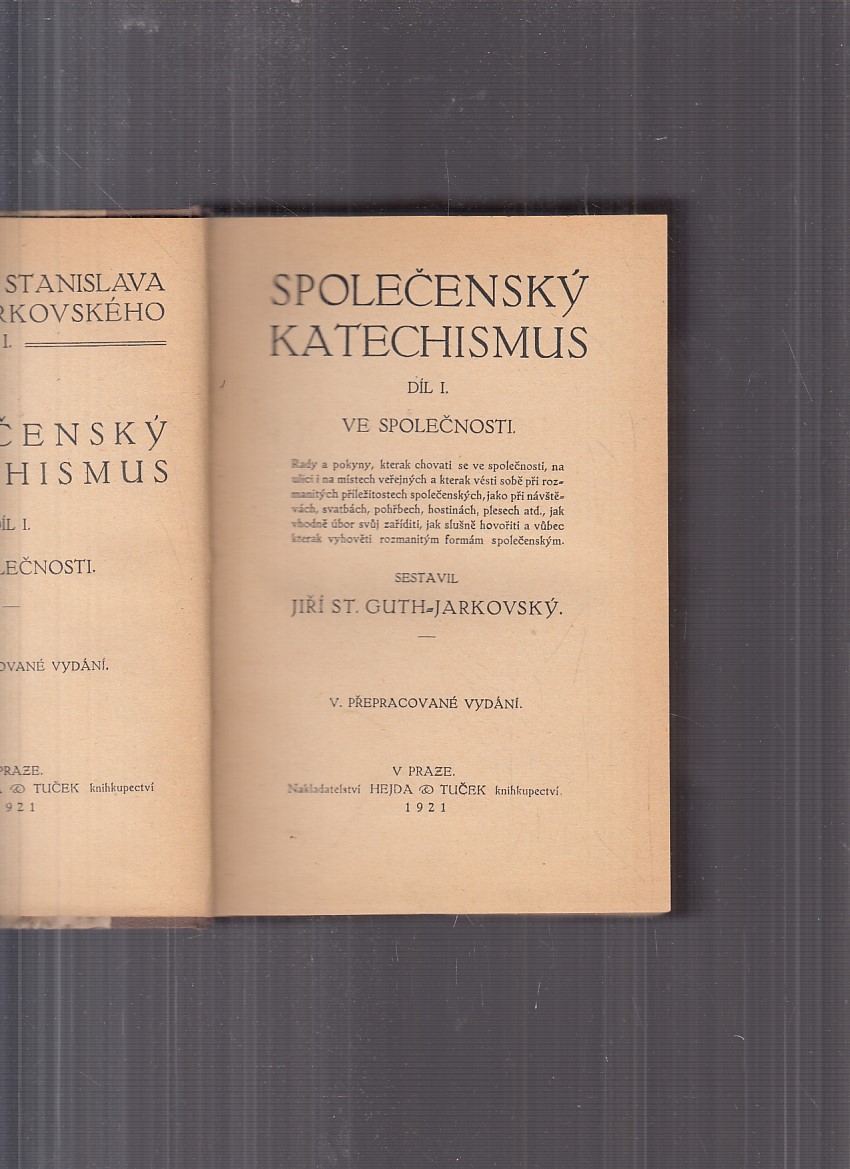 STANISLAVA
RKOVSKÉHO
I.
ČENSKÝ
HISMUS
ÍL I.
LEČNOSTI.
OVANÉ VYDÁNÍ.
PRAZE.
A & TUČEK knihkupectví
921
SPOLEČENSKÝ
KATECHISMUS
DÍL I.
VE SPOLEČNOSTI.
Rady a pokyny, kterak chovati se ve společnosti, na
ulici i na místech veřejných a kterak vésti sobě při roz-
manitých příležitostech společenských, jako při návště-
vách, svatbách, pohřbech, hostinách, plesech atd., jak
vhodně úbor svůj zaříditi, jak slušně hovořiti a vůbec
kterak vyhověti rozmanitým formám společenským.
SESTAVIL
JIŘÍ ST. GUTH-JARKOVSKÝ.
V. PŘEPRACOVANÉ VYDÁNÍ.
V PRAZE.
Nakladatelství HEJDA & TUČEK knihkupectví.
1921